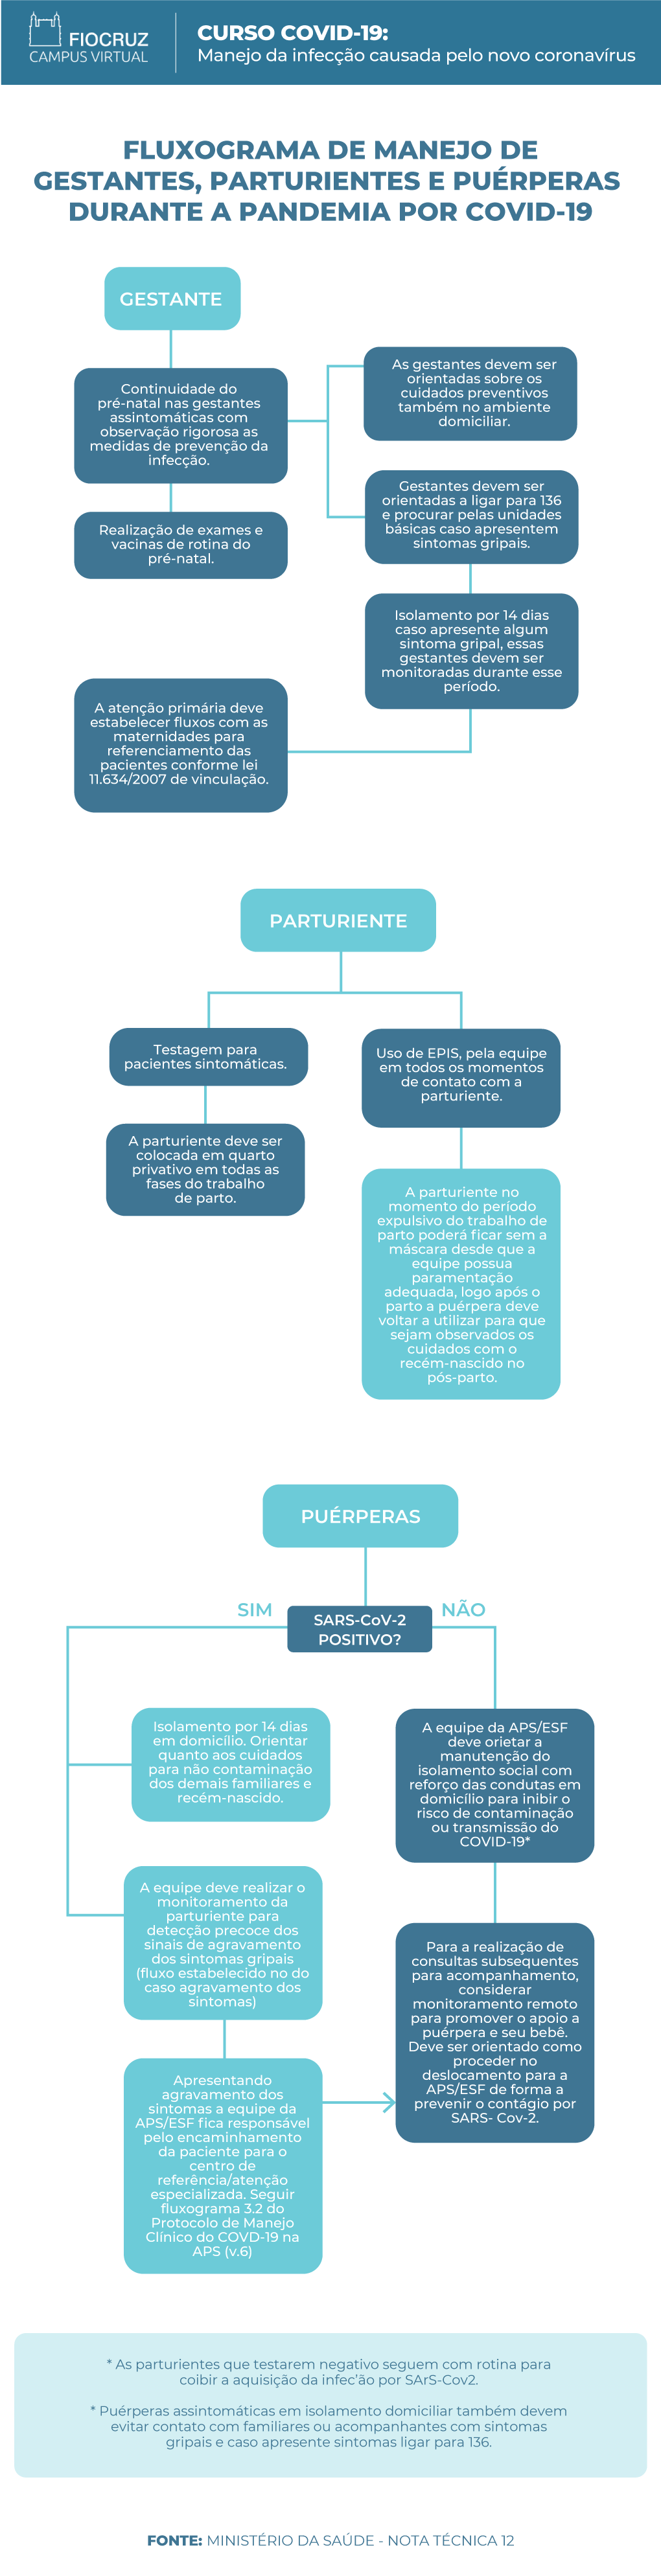 FIOCRUZ
CAMPUS VIRTUAL
CURSO COVID-19:
Manejo da infecção causada pelo novo coronavírus
FLUXOGRAMA DE MANEJO DE
GESTANTES, PARTURIENTES E PUÉRPERAS
DURANTE A PANDEMIA POR COVID-19
GESTANTE
Continuidade do
pré-natal nas gestantes
assintomáticas com
observação rigorosa as
medidas de prevenção da
infecção.
Realização de exames e
vacinas de rotina do
pré-natal.
As gestantes devem ser
orientadas sobre os
cuidados preventivos
também no ambiente
domiciliar.
Gestantes devem ser
orientadas a ligar para 136
e procurar pelas unidades
básicas caso apresentem
sintomas gripais.
Isolamento por 14 dias
caso apresente algum
sintoma gripal, essas
gestantes devem ser
monitoradas durante esse
período.
A atenção primária deve
estabelecer fluxos com as
maternidades para
referenciamento das
pacientes conforme lei
11.634/2007 de vinculação.
PARTURIENTE
Testagem para
pacientes sintomáticas.
A parturiente deve ser
colocada em quarto
privativo em todas as
fases do trabalho
de parto.
Uso de EPIS, pela equipe
em todos os momentos
de contato com a
parturiente.
A parturiente no
momento do período
expulsivo do trabalho de
parto poderá ficar sem a
máscara desde que a
equipe possua
paramentação
adequada, logo após o
parto a puérpera deve
voltar a utilizar para que
sejam observados os
cuidados com o
recém-nascido no
pós-parto.
PUÉRPERAS
SIM
SARS-CoV-2
POSITIVO?
NÃO
Isolamento por 14 dias
em domicílio. Orientar
quanto aos cuidados
para não contaminação
dos demais familiares e
recém-nascido.
A equipe deve realizar o
monitoramento da
parturiente para
detecção precoce dos
sinais de agravamento
dos sintomas gripais
(fluxo estabelecido no do
caso agravamento dos
sintomas)
Apresentando
agravamento dos
sintomas a equipe da
APS/ESF fica responsável
pelo encaminhamento
da paciente para o
centro de
referência/atenção
especializada. Seguir
fluxograma 3.2 do
Protocolo de Manejo
Clínico do COVD-19 na
APS (v.6)
A equipe da APS/ESF
deve orietar a
manutenção do
isolamento social com
reforço das condutas em
domicílio para inibir o
risco de contaminação
ou transmissão do
COVID-19*
Para a realização de
consultas subsequentes
para acompanhamento,
considerar
monitoramento remoto
para promover o apoio a
puérpera e seu bebê.
Deve ser orientado como
proceder no
deslocamento para a
APS/ESF de forma a
prevenir o contágio por
SARS- Cov-2.
* As parturientes que testarem negativo seguem com rotina para
coibir a aquisição da infec'ão por SArS-Cov2.
* Puérperas assintomáticas em isolamento domiciliar também devem
evitar contato com familiares ou acompanhantes com sintomas
gripais e caso apresente sintomas ligar para 136.
FONTE: MINISTÉRIO DA SAÚDE - NOTA TÉCNICA 12